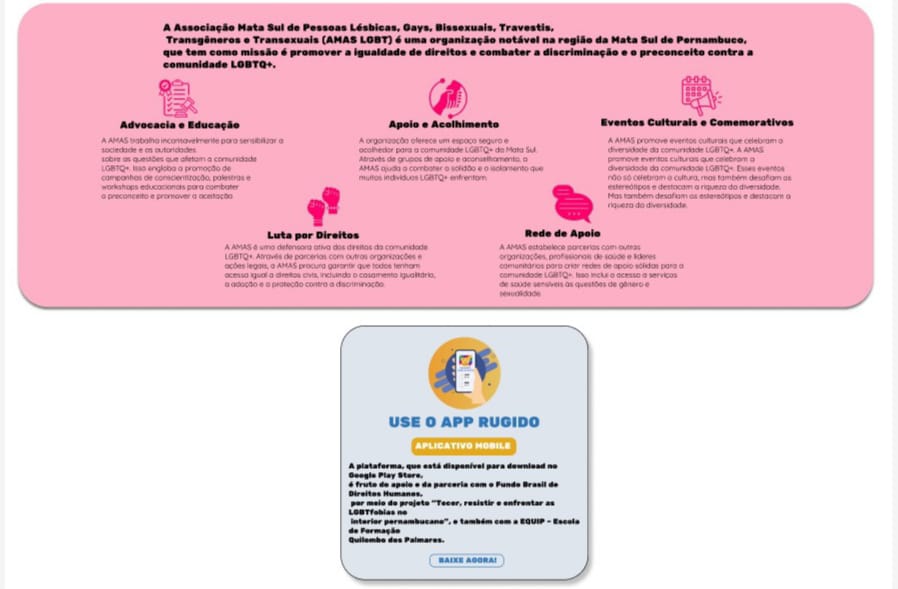 A Associação Mata Sul de Pessoas Lésbicas, Gays, Bissexuais, Travestis,
Transgêneros e Transexuais (AMAS LGBT) é uma organização notável na região da Mata Sul de Pernambuco,
que tem como missão é promover a igualdade de direitos e combater a discriminação e o preconceito contra a
comunidade LGBTQ+.
Advocacia e Educação
A AMAS trabalha incansavelmente para sensibilizar a
sociedade e as autoridades
sobre as questões que afetam a comunidade
LGBTQ+. Isso engloba a promoção de
campanhas de conscientização, palestras e
workshops educacionais para combater
o preconceito e promover a aceitação
Apoio e Acolhimento
A organização oferece um espaço seguro e
acolhedor para a comunidade LGBTQ+ da Mata Sul.
Através de grupos de apoio e aconselhamento, a
AMAS ajuda a combater a solidão e o isolamento que
muitos indivíduos LGBTQ+ enfrentam.
Eventos Culturais e Comemorativos
A AMAS promove eventos culturais que celebram a
diversidade da comunidade LGBTQ+. A AMAS
promove eventos culturais que celebram a
diversidade da comunidade LGBTQ+. Esses eventos
não só celebram a cultura, mas também desafiam os
estereótipos e destacam a riqueza da diversidade.
Mas também desafiam os estereótipos e destacam a
riqueza da diversidade.
Luta por Direitos
A AMAS é uma defensora ativa dos direitos da comunidade
LGBTQ+. Através de parcerias com outras organizações e
ações legais, a AMAS procura garantir que todos tenham
acesso igual a direitos civis, incluindo o casamento igualitário,
a adoção e a proteção contra a discriminação.
Rede de Apoio
A AMAS estabelece parcerias com outras
organizações, profissionais de saúde e líderes
comunitários para criar redes de apoio sólidas para a
comunidade LGBTQ+. Isso inclui o acesso a serviços
de saúde sensíveis às questões de gênero e
sexualidade.
USE O APP RUGIDO
APLICATIVO MOBILE
A plataforma, que está disponível para download no
Google Play Store,
é fruto de apoio e da parceria com o Fundo Brasil de
Direitos Humanos,
por meio do projeto "Tecer, resistir e enfrentar as
LGBTfobias no
interior pernambucano", e também com a EQUIP – Escola
de Formação
Quilombo dos Palmares.
BAIXE AGORA!